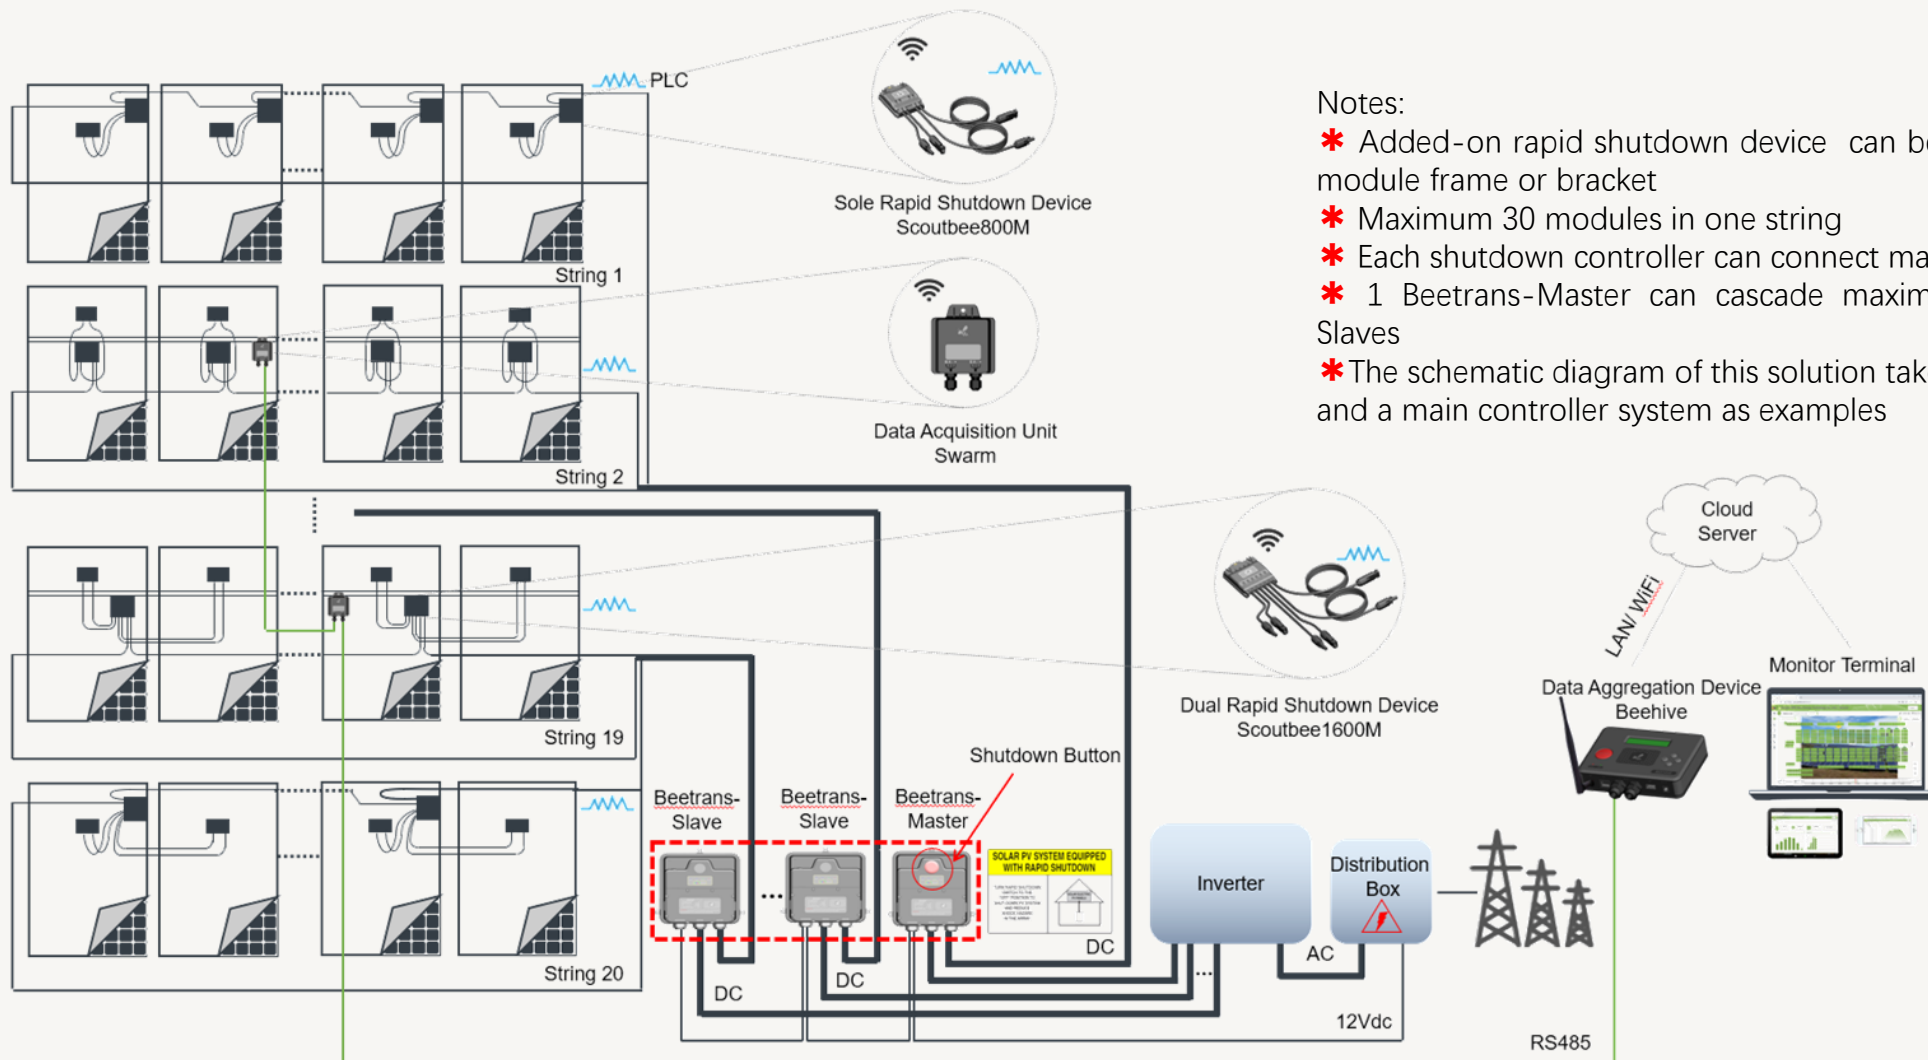 PLC
Sole Rapid Shutdown Device
Scoutbee800M
String 1
Data Acquisition Unit
Swarm
String 2
Notes:
* Added-on rapid shutdown device can b
module frame or bracket
* Maximum 30 modules in one string
* Each shutdown controller can connect ma
* 1 Beetrans-Master can cascade maxim
Slaves
*The schematic diagram of this solution tak
and a main controller system as examples
Cloud
Server
LAN/ WiFi
Monitor Terminal
Data Aggregation Device
Beehive
Dual Rapid Shutdown Device
Scoutbee1600M
String 19
Shutdown Button
Beetrans-
Slave
Beetrans-
Slave
Beetrans-
Master
SOLAR PV SYSTEM EQUIPPED
WITH RAPID SHUTDOWN
Inverter
Distribution
Box
String 20
DC
DC
DC
AC
12Vdc
RS485